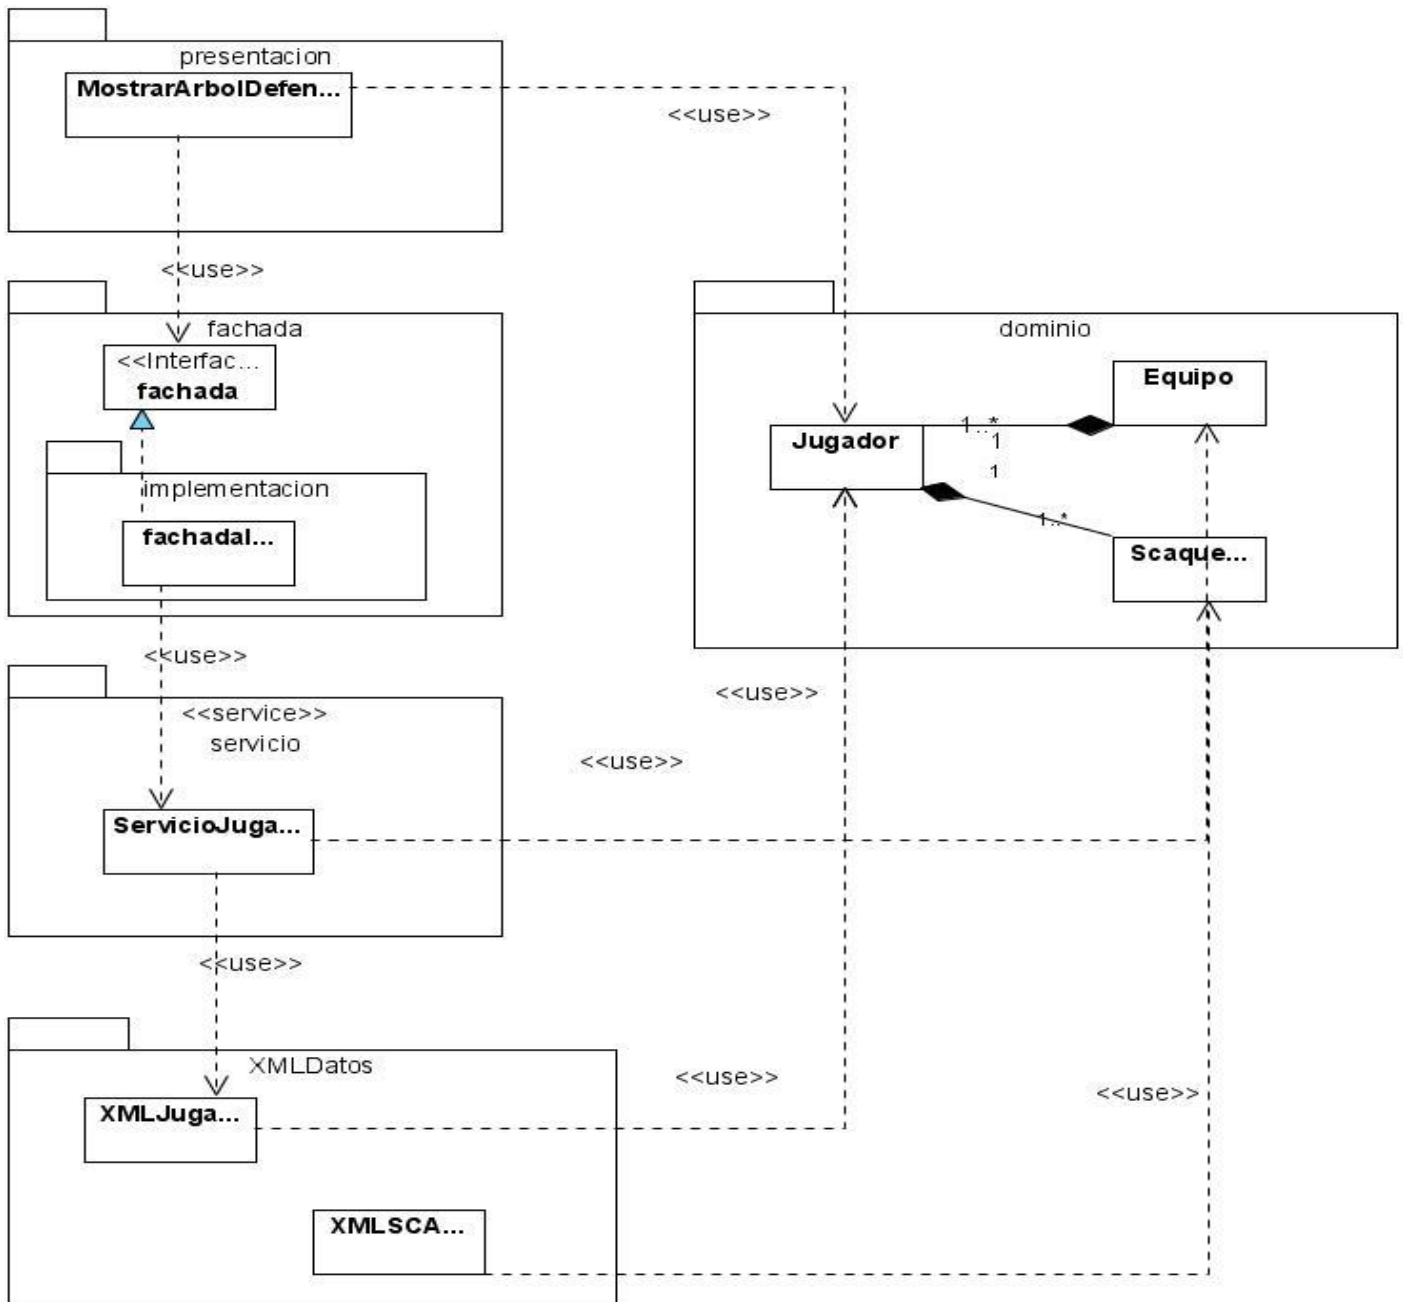 presentacion
MostrarArbolDefen...
<<use>>
<<use>>
fachada
<<Interfac...
fachada
implementacion
fachadaI...
<<use>>
dominio
Equipo
1..*
1
Jugador
1
1..*
Scaque...
<<use>>
<<service>>
servicio
<<use>>
ServicioJuga...
<<use>>
XMLDatos
<<use>>
<<use>>
XMLJuga...
XMLSCA...